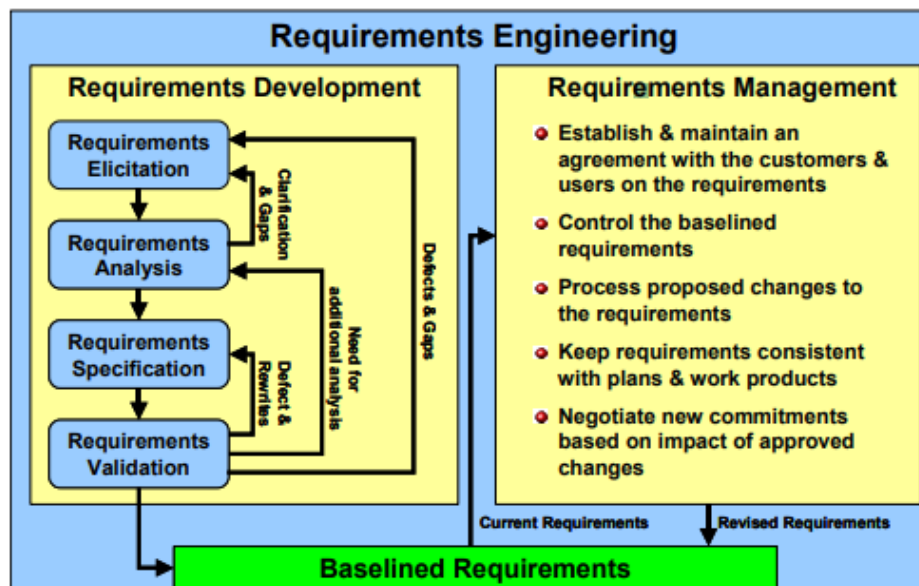 Requirements Engineering
Requirements Development
Requirements
Elicitation
Clarification
& Gaps
Requirements
Analysis
Defects & Gaps
Need for
additional analysis
Requirements
Specification
Defect &
Rewrites
Requirements
Validation
Requirements Management
Establish & maintain an
agreement with the customers &
users on the requirements
Control the baselined
requirements
Process proposed changes to
the requirements
Keep requirements consistent
with plans & work products
Negotiate new commitments
based on impact of approved
changes
Current Requirements
Revised Requirements
Baselined Requirements